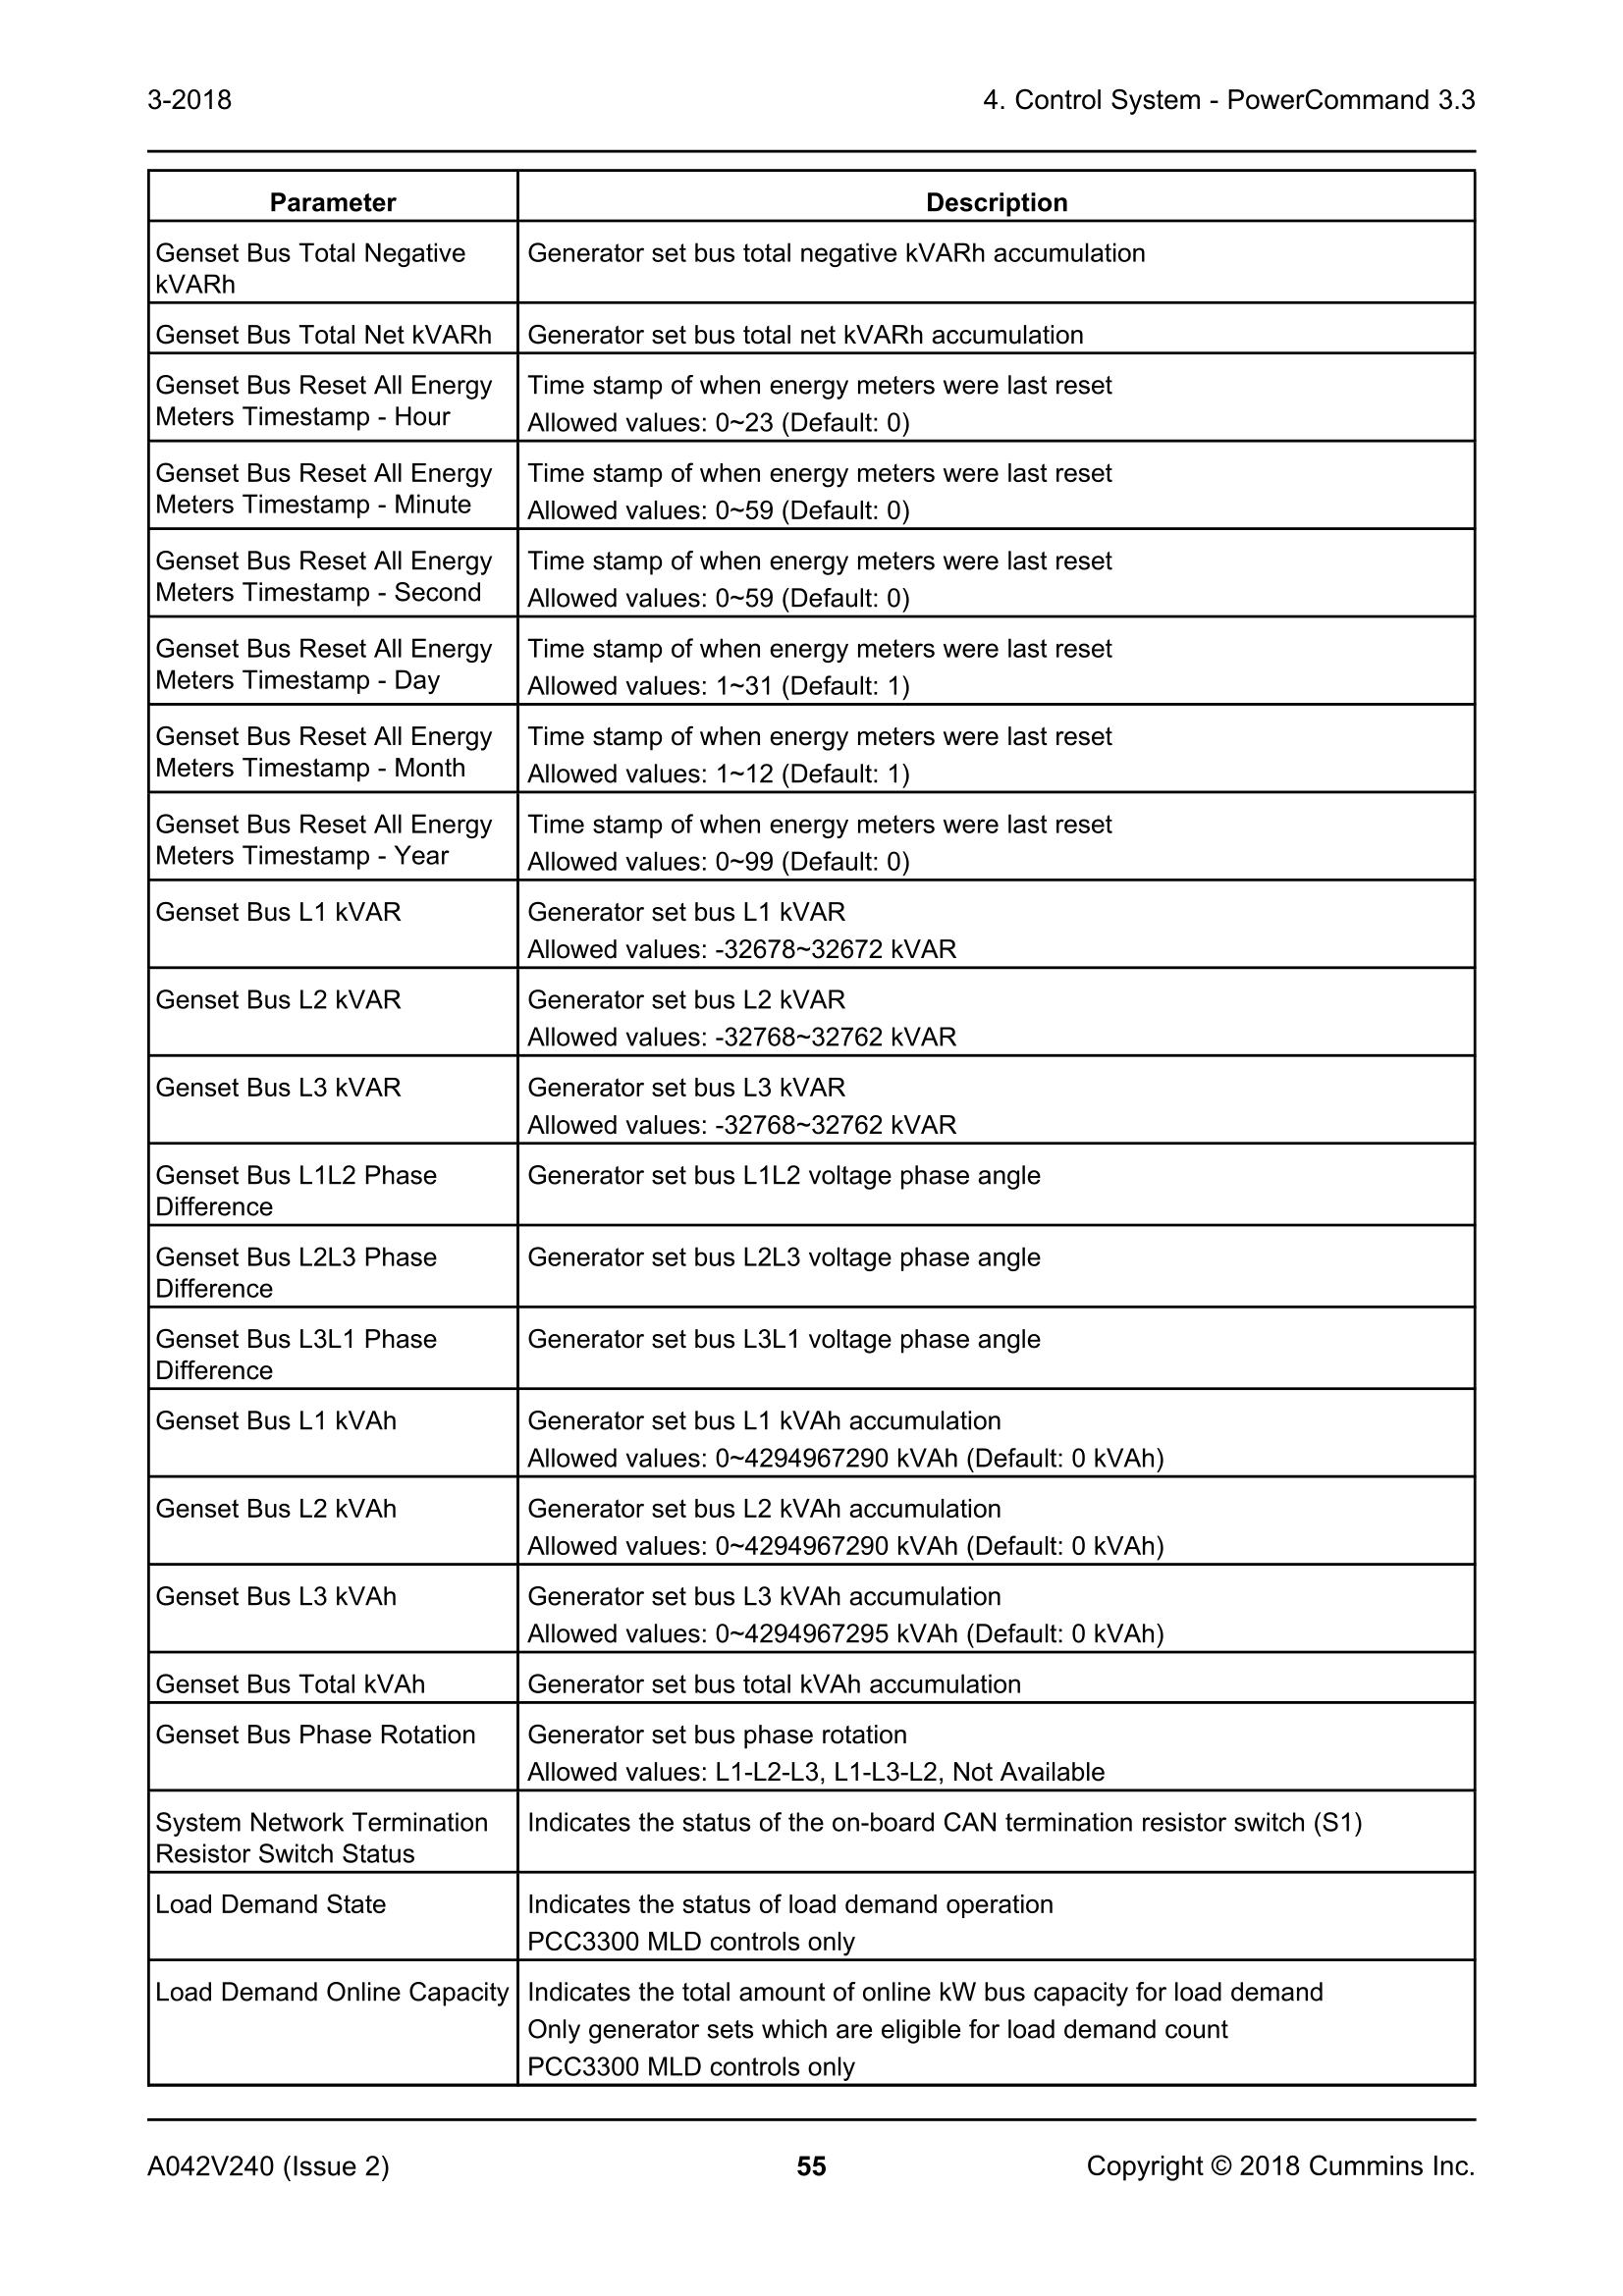 3-2018
4. Control System - PowerCommand 3.3
Parameter
Description
Genset Bus Total Negative
kVARh
Generator set bus total negative kVARh accumulation
Genset Bus Total Net kVARh
Generator set bus total net kVARh accumulation
Genset Bus Reset All Energy
Meters Timestamp - Hour
Time stamp of when energy meters were last reset
Allowed values: 0~23 (Default: 0)
Genset Bus Reset All Energy
Meters Timestamp - Minute
Time stamp of when energy meters were last reset
Allowed values: 0~59 (Default: 0)
Genset Bus Reset All Energy
Meters Timestamp - Second
Time stamp of when energy meters were last reset
Allowed values: 0~59 (Default: 0)
Genset Bus Reset All Energy
Meters Timestamp - Day
Time stamp of when energy meters were last reset
Allowed values: 1~31 (Default: 1)
Genset Bus Reset All Energy
Meters Timestamp - Month
Time stamp of when energy meters were last reset
Allowed values: 1~12 (Default: 1)
Genset Bus Reset All Energy
Meters Timestamp - Year
Time stamp of when energy meters were last reset
Allowed values: 0~99 (Default: 0)
Genset Bus L1 kVAR
Generator set bus L1 kVAR
Allowed values: -32678~32672 kVAR
Genset Bus L2 kVAR
Generator set bus L2 kVAR
Allowed values: -32768~32762 kVAR
Genset Bus L3 kVAR
Generator set bus L3 kVAR
Allowed values: -32768~32762 kVAR
Genset Bus L1L2 Phase
Difference
Generator set bus L1L2 voltage phase angle
Genset Bus L2L3 Phase
Difference
Generator set bus L2L3 voltage phase angle
Genset Bus L3L1 Phase
Difference
Generator set bus L3L1 voltage phase angle
Genset Bus L1 kVAh
Generator set bus L1 kVAh accumulation
Allowed values: 0~4294967290 kVAh (Default: 0 kVAh)
Genset Bus L2 kVAh
Generator set bus L2 kVAh accumulation
Allowed values: 0~4294967290 kVAh (Default: 0 kVAh)
Genset Bus L3 kVAh
Generator set bus L3 kVAh accumulation
Allowed values: 0~4294967295 kVAh (Default: 0 kVAh)
Genset Bus Total kVAh
Generator set bus total kVAh accumulation
Genset Bus Phase Rotation
Generator set bus phase rotation
Allowed values: L1-L2-L3, L1-L3-L2, Not Available
System Network Termination
Resistor Switch Status
Indicates the status of the on-board CAN termination resistor switch (S1)
Load Demand State
Indicates the status of load demand operation
PCC3300 MLD controls only
Load Demand Online Capacity
Indicates the total amount of online kW bus capacity for load demand
Only generator sets which are eligible for load demand count
PCC3300 MLD controls only
A042V240 (Issue 2)
55
Copyright © 2018 Cummins Inc.